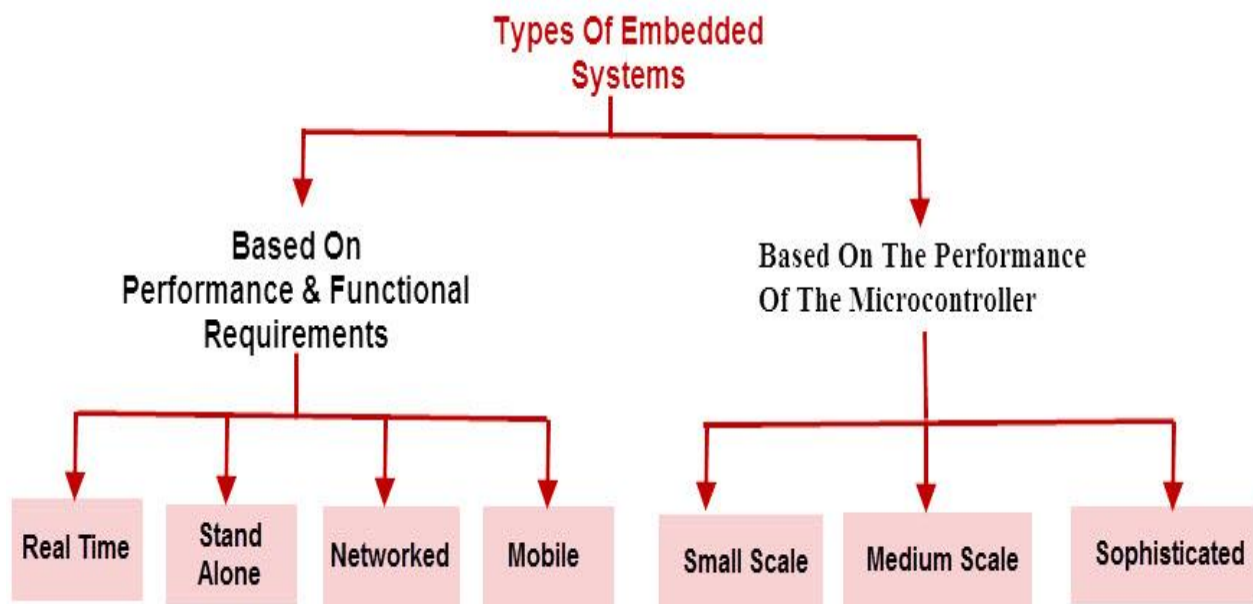 Types Of Embedded
Systems
Based On
Performance & Functional
Requirements
Based On The Performance
Of The Microcontroller
Real Time
Stand
Alone
Networked
Mobile
Small Scale
Medium Scale
Sophisticated